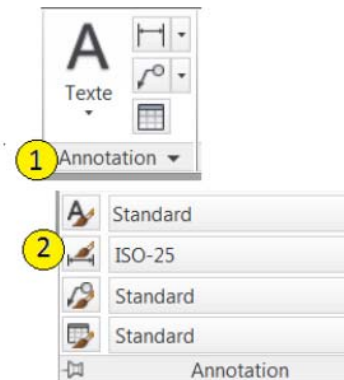 A
Texte
1 Annotation
Standard
2 ISO-25
Standard
Standard
Annotation